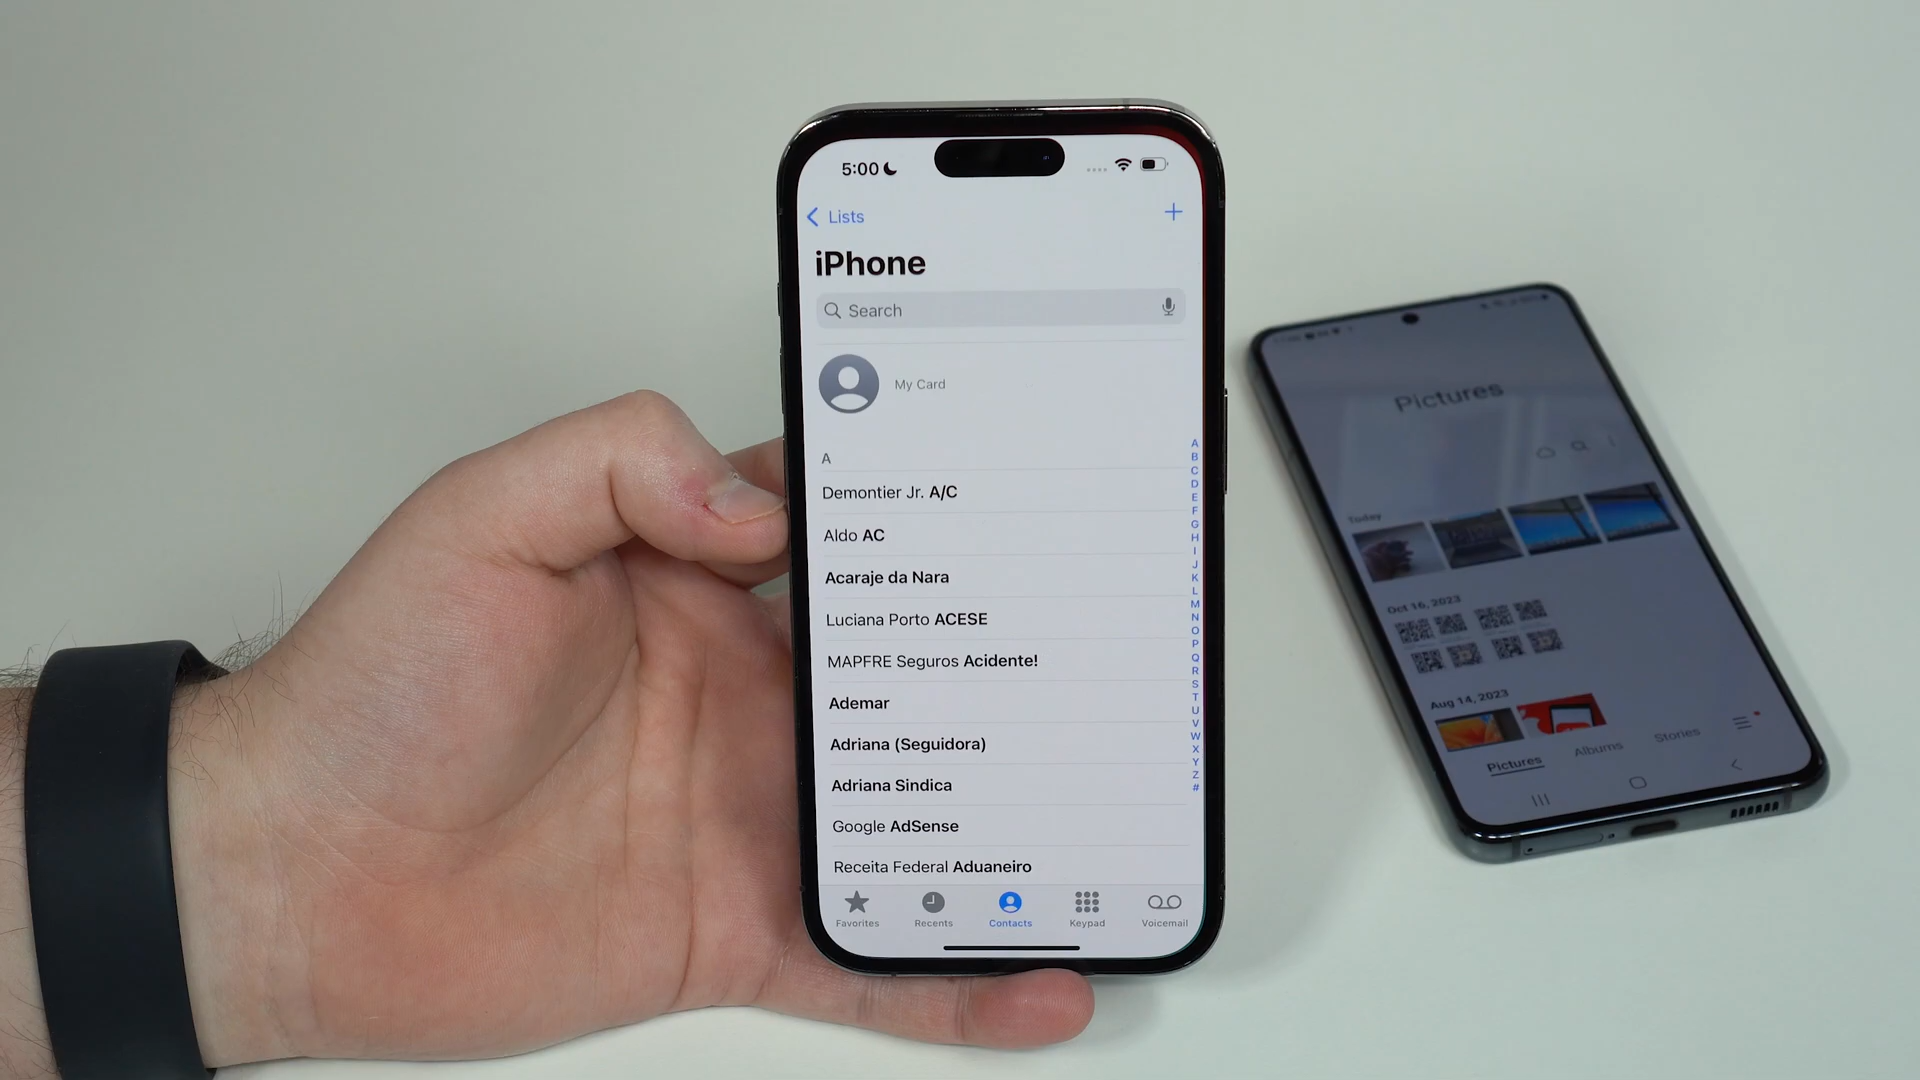 5:00
Lists
+
iPhone
Search
My Card
A
Demontier Jr. A/C
Aldo AC
Acaraje da Nara
Luciana Porto ACESE
MAPFRE Seguros Acidente!
Ademar
Adriana (Seguidora)
Adriana Sindica
Google AdSense
Receita Federal Aduaneiro
A
B
C
D
E
F
G
H
I
J
K
L
M
N
O
P
Q
R
S
T
U
V
W
X
Y
Z
#
Favorites Recents Contacts Keypad Voicemail
Pictures
Today
Oct 16, 2023
Aug 14, 2023
Pictures Albums Stories